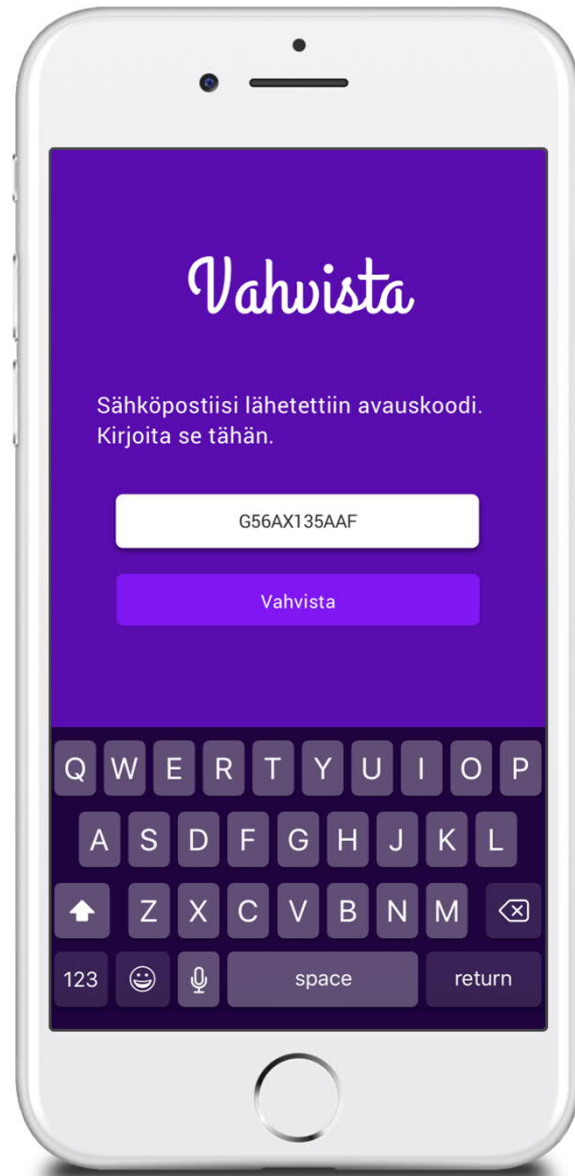 Vahvista
Sähköpostiisi lähetettiin avauskoodi.
Kirjoita se tähän.
G56AX135AAF
Vahvista
Q W E R T Y U I O P
A S D F G H J K L
Z X C V B N M
123 space return